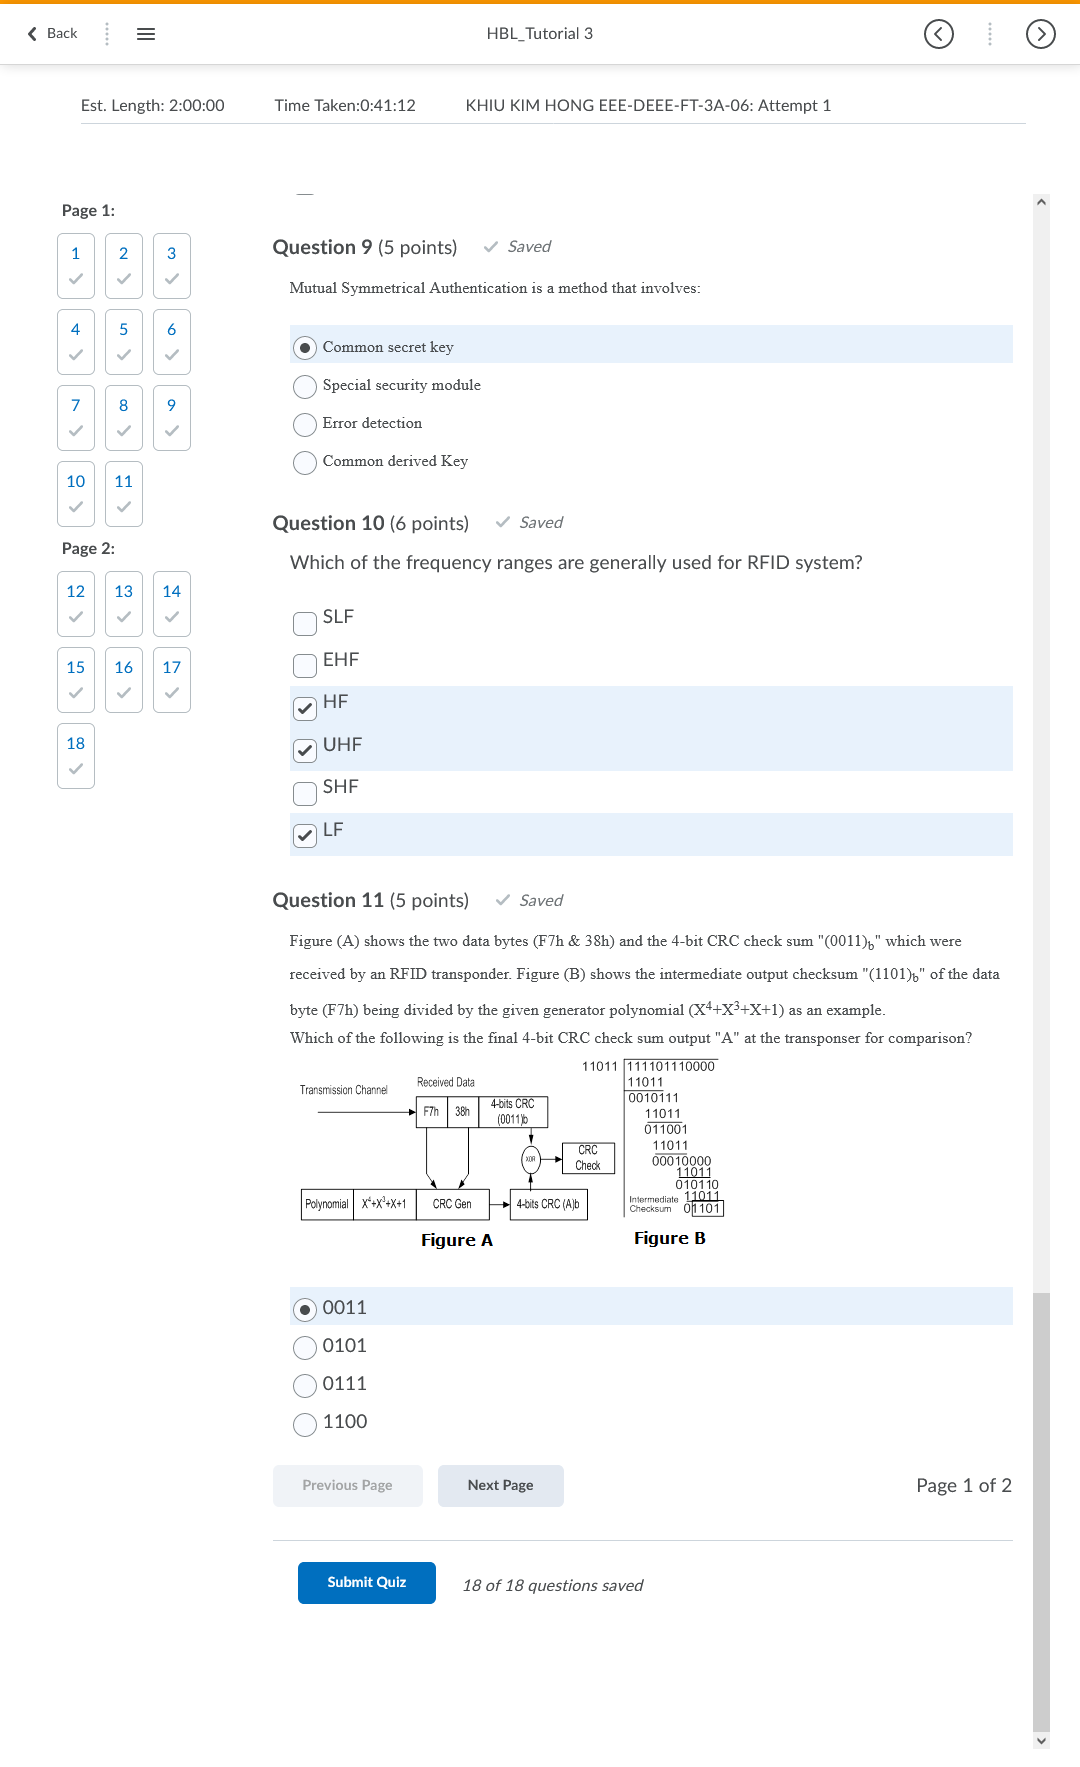 Back
HBL_Tutorial 3
Est. Length: 2:00:00 Time Taken:0:41:12 KHIU KIM HONG EEE-DEEE-FT-3A-06: Attempt 1
Page 1:
1 2 3
4 5 6
7 8 9
10 11
Page 2:
12 13 14
15 16 17
18
Question 9 (5 points) Saved
Mutual Symmetrical Authentication is a method that involves:
Common secret key
Special security module
Error detection
Common derived Key
Question 10 (6 points) Saved
Which of the frequency ranges are generally used for RFID system?
SLF
EHF
HF
UHF
SHF
LF
Question 11 (5 points) Saved
Figure (A) shows the two data bytes (F7h & 38h) and the 4-bit CRC check sum "(0011)b" which were
received by an RFID transponder. Figure (B) shows the intermediate output checksum "(1101)b" of the data
byte (F7h) being divided by the given generator polynomial (X⁴+X³+X+1) as an example.
Which of the following is the final 4-bit CRC check sum output "A" at the transponser for comparison?
Transmission Channel
Received Data
F7h 38h 4-bits CRC
(0011)b
XOR
CRC
Check
Polynomial X⁴+X³+X+1 CRC Gen 4-bits CRC (A)b
Figure A
11011 111101110000
11011
0010111
11011
011001
11011
00010000
11011
010110
11011
Intermediate
Checksum 01101
Figure B
0011
0101
0111
1100
Previous Page Next Page Page 1 of 2
Submit Quiz 18 of 18 questions saved